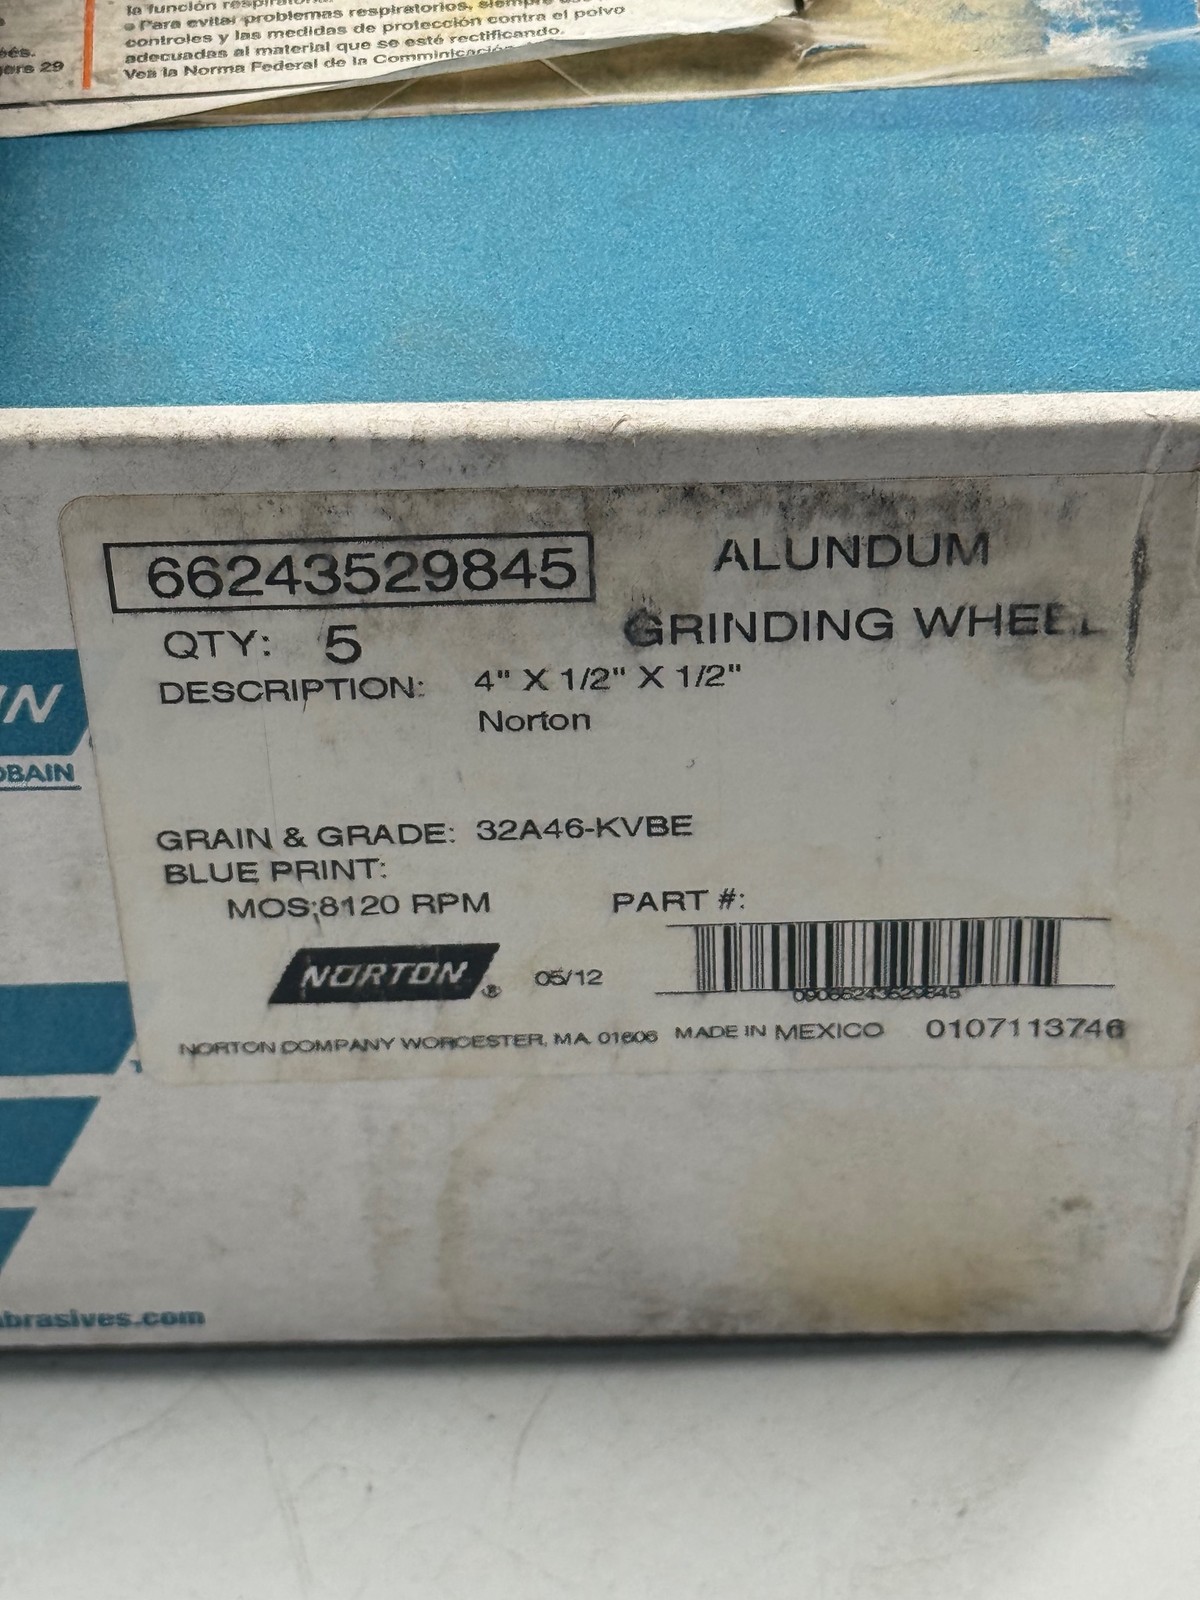 la función
• Para evitar problemas respiratorios, siempre
controles y las medidas de protección contra el polvo
adecuadas al material que se esté rectificando.
Vea la Norma Federal de la
29
66243529845
ALUNDUM
GRINDING WHEEL
QTY: 5
DESCRIPTION: 4" X 1/2" X 1/2"
Norton
GRAIN & GRADE: 32A46-KVBE
BLUE PRINT:
MOS:8120 RPM
PART #:
NORTON ®
05/12
NORTON COMPANY WORCESTER, MA 01606 MADE IN MEXICO 0107113746
brasives.com